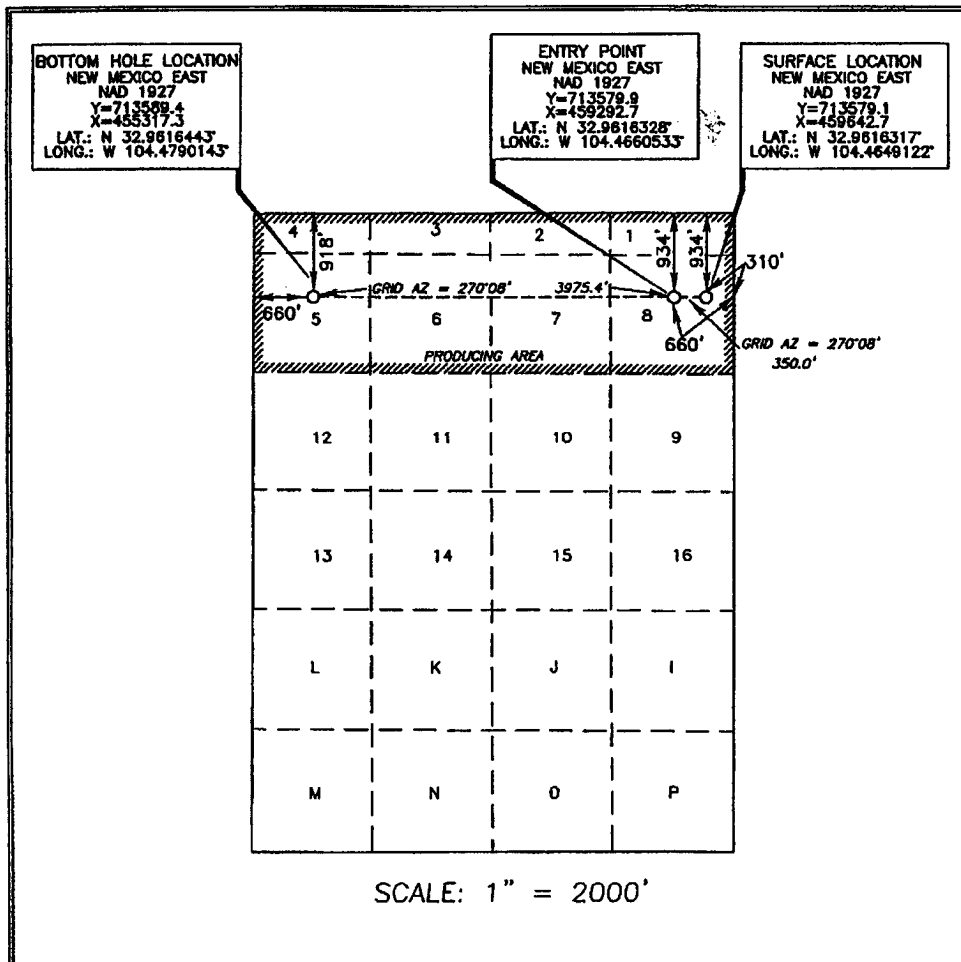 BOTTOM HOLE LOCATION
NEW MEXICO EAST
NAD 1927
Y=713589.4
X=455317.3
LAT.: N 32.9616443°
LONG.: W 104.4790143°
ENTRY POINT
NEW MEXICO EAST
NAD 1927
Y=713579.9
X=459292.7
LAT.: N 32.9616328°
LONG.: W 104.4660533°
SURFACE LOCATION
NEW MEXICO EAST
NAD 1927
Y=713579.1
X=459642.7
LAT.: N 32.9616317°
LONG.: W 104.4649122°
4
3
2
1
918'
934'
934'
310'
GRID AZ = 270°08'
3975.4'
660'
5
6
7
8
660'
GRID AZ = 270°08'
350.0'
PRODUCING AREA
12
11
10
9
13
14
15
16
L
K
J
I
M
N
O
P
SCALE: 1" = 2000'